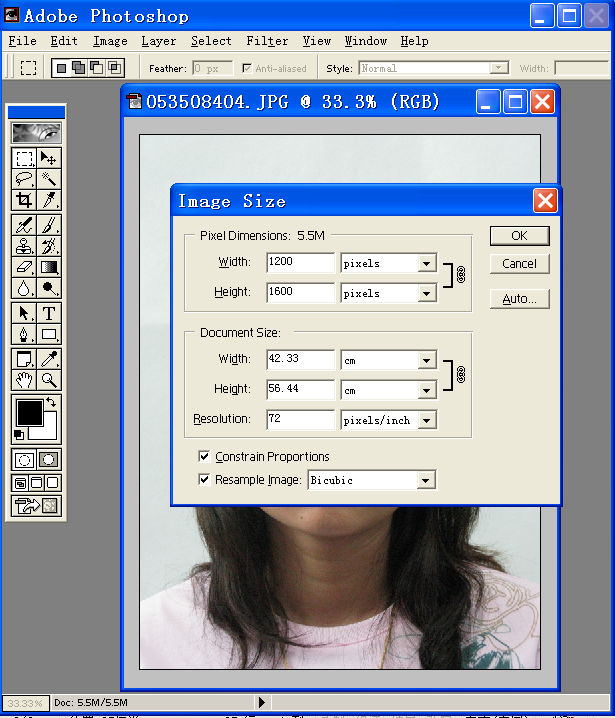 Adobe Photoshop
File Edit Image Layer Select Filter View Window Help
Feather: 0 px Anti-aliased Style: Normal Width:
053508404.JPG @ 33.3% (RGB)
Image Size
Pixel Dimensions: 5.5M
Width: 1200 pixels
Height: 1600 pixels
OK
Cancel
Auto...
Document Size:
Width: 42.33 cm
Height: 56.44 cm
Resolution: 72 pixels/inch
Constrain Proportions
Resample Image: Bicubic
T
33.33% Doc: 5.5M/5.5M